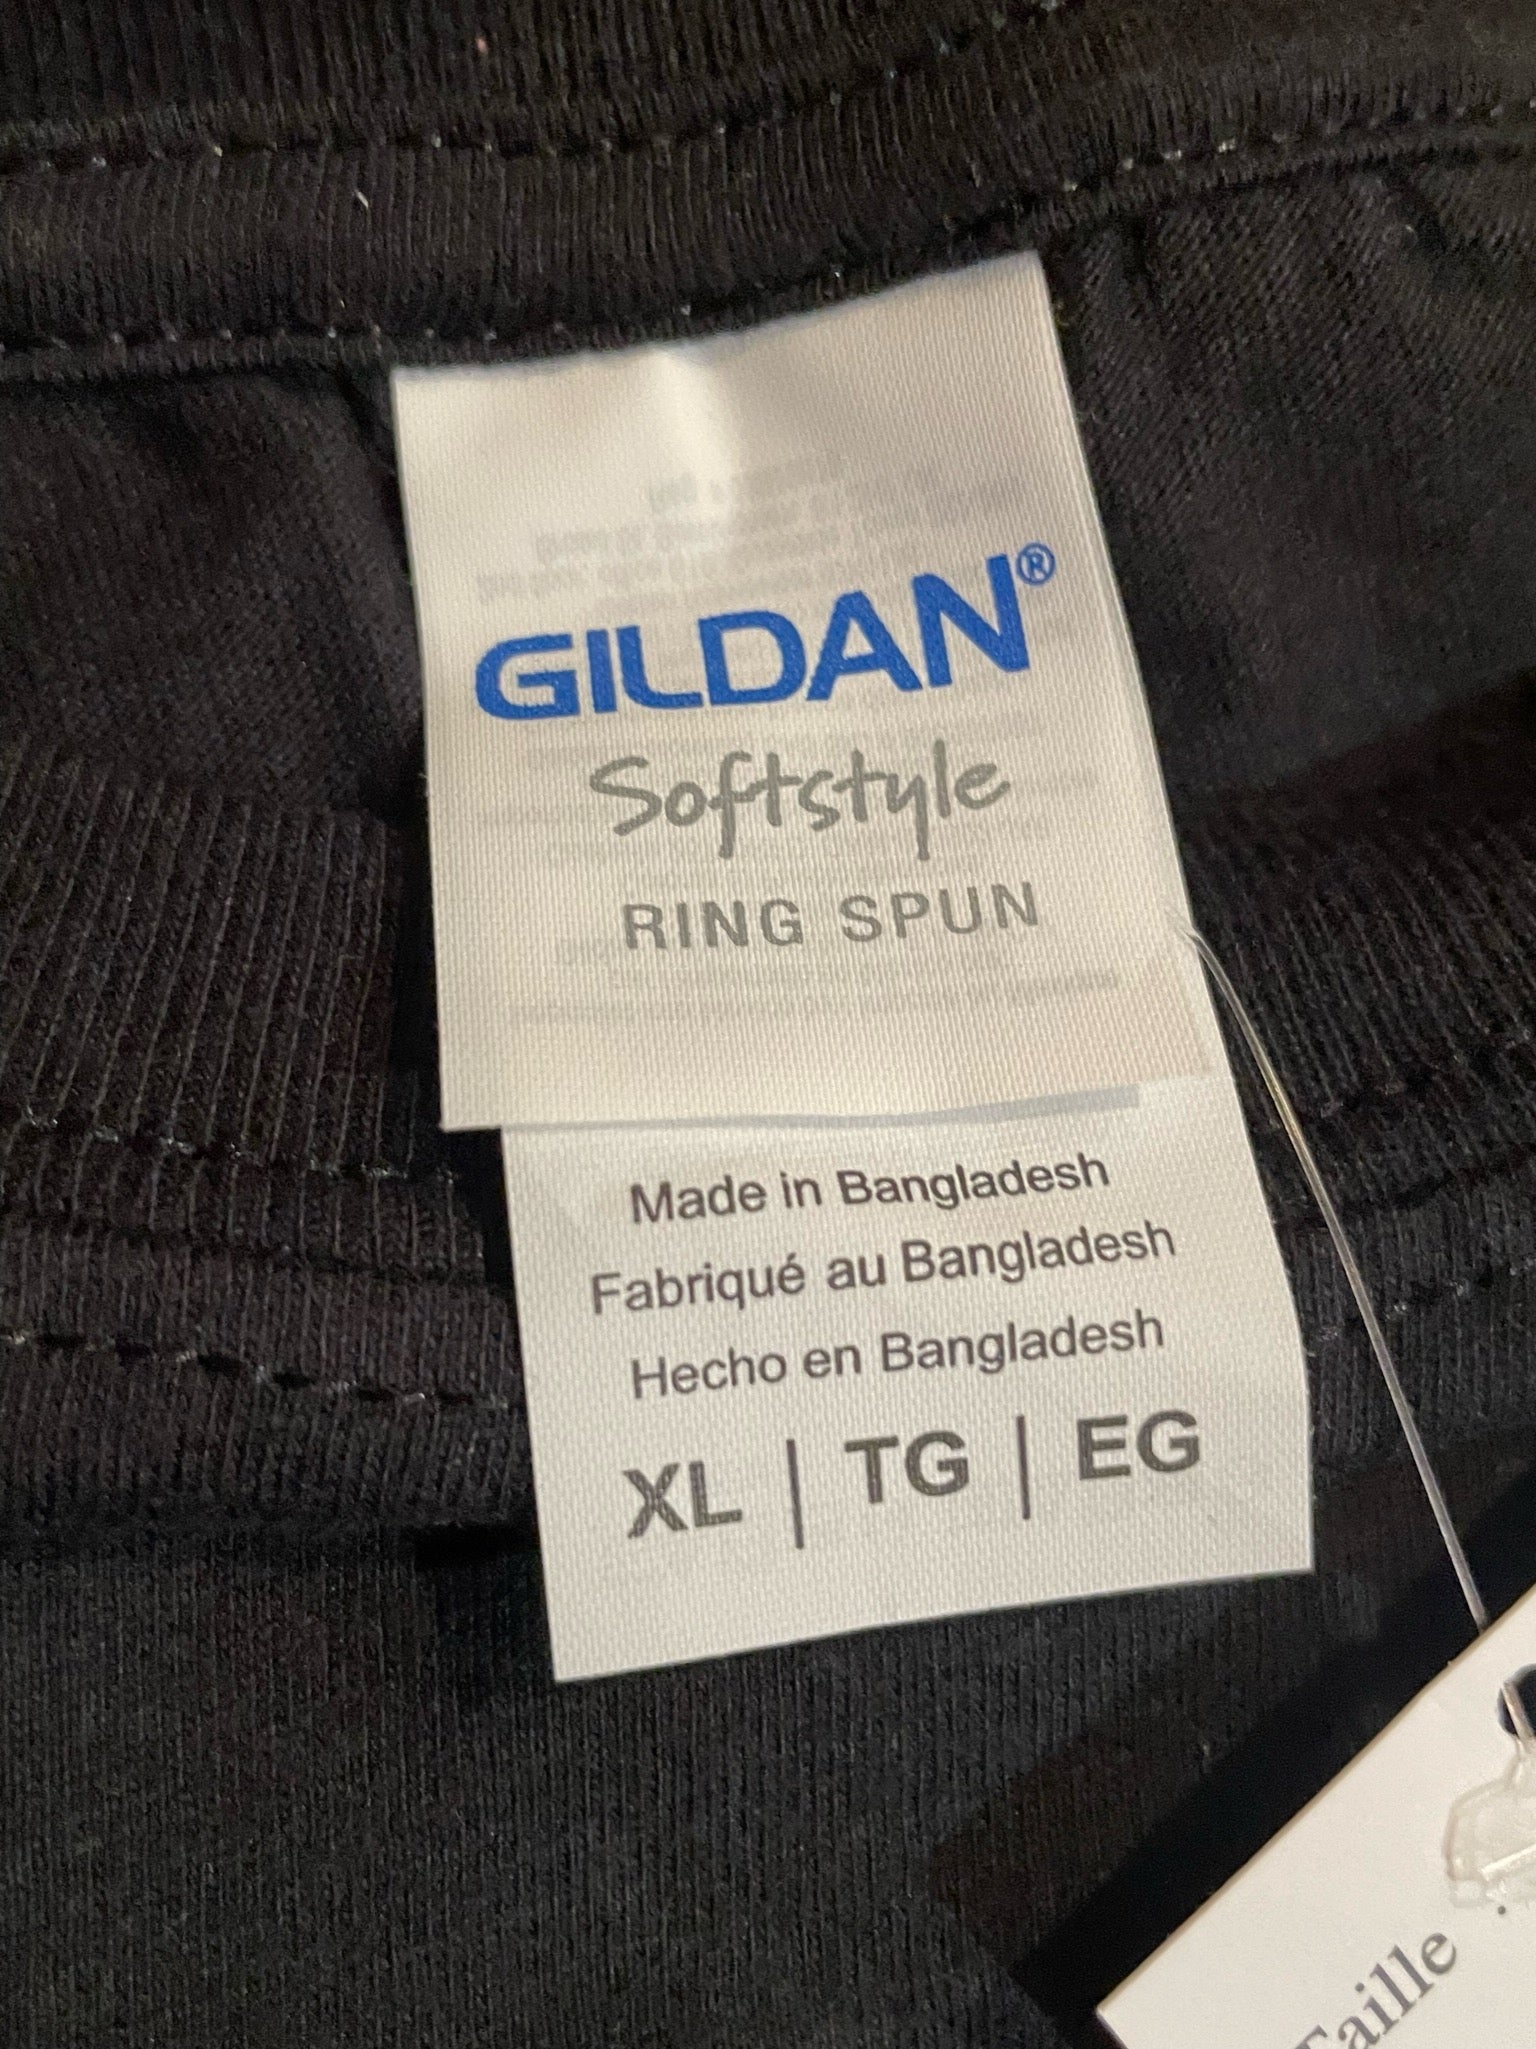 GILDAN®
Softstyle
RING SPUN
Made in Bangladesh
Fabriqué au Bangladesh
Hecho en Bangladesh
XL | TG | EG
Taille